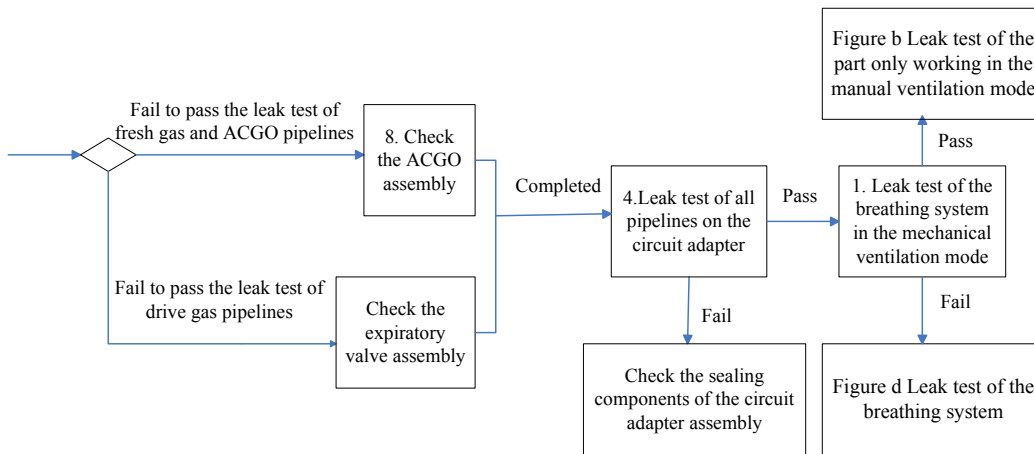 Fail to pass the leak test of
fresh gas and ACGO pipelines
8. Check
the ACGO
assembly
Fail to pass the leak test of
drive gas pipelines
Check the
expiratory
valve assembly
Completed
4.Leak test of all
pipelines on the
circuit adapter
Pass
1. Leak test of the
breathing system
in the mechanical
ventilation mode
Pass
Figure b Leak test of the
part only working in the
manual ventilation mode
Fail
Check the sealing
components of the circuit
adapter assembly
Fail
Figure d Leak test of the
breathing system